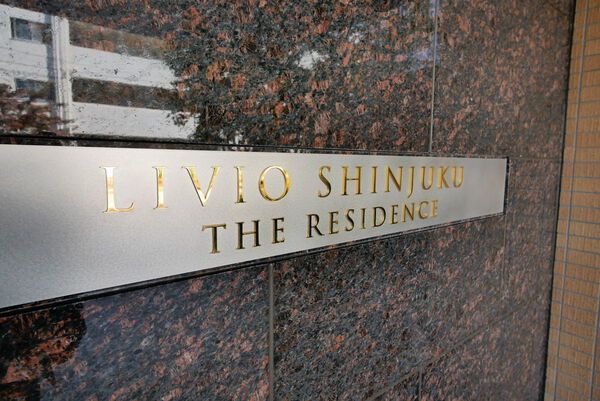 LIVIO SHINJUKU
THE RESIDENCE